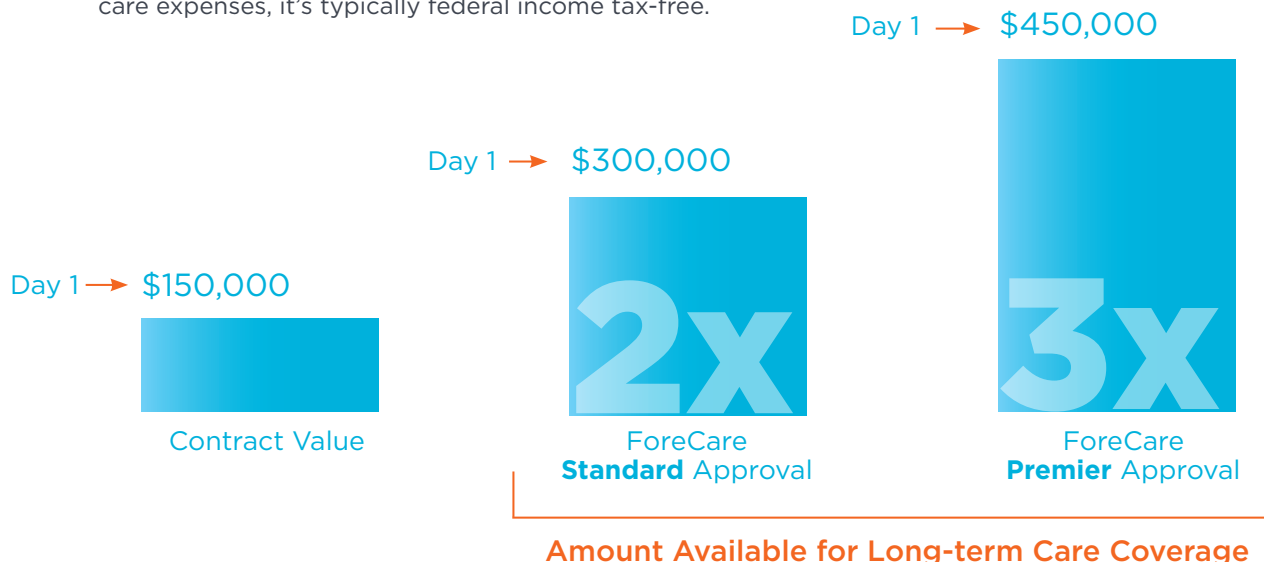 care expenses, it's typically federal income tax-free.
Day 1 $450,000
Day 1 $300,000
Day 1 $150,000
2x
3x
Contract Value
ForeCare
Standard Approval
ForeCare
Premier Approval
Amount Available for Long-term Care Coverage